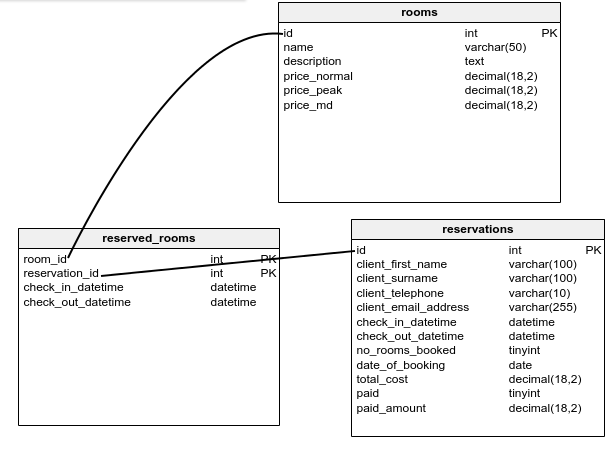 rooms
id int PK
name varchar(50)
description text
price_normal decimal(18,2)
price_peak decimal(18,2)
price_md decimal(18,2)
reserved_rooms
room_id int PK
reservation_id int PK
check_in_datetime datetime
check_out_datetime datetime
reservations
id int PK
client_first_name varchar(100)
client_surname varchar(100)
client_telephone varchar(10)
client_email_address varchar(255)
check_in_datetime datetime
check_out_datetime datetime
no_rooms_booked tinyint
date_of_booking date
total_cost decimal(18,2)
paid tinyint
paid_amount decimal(18,2)